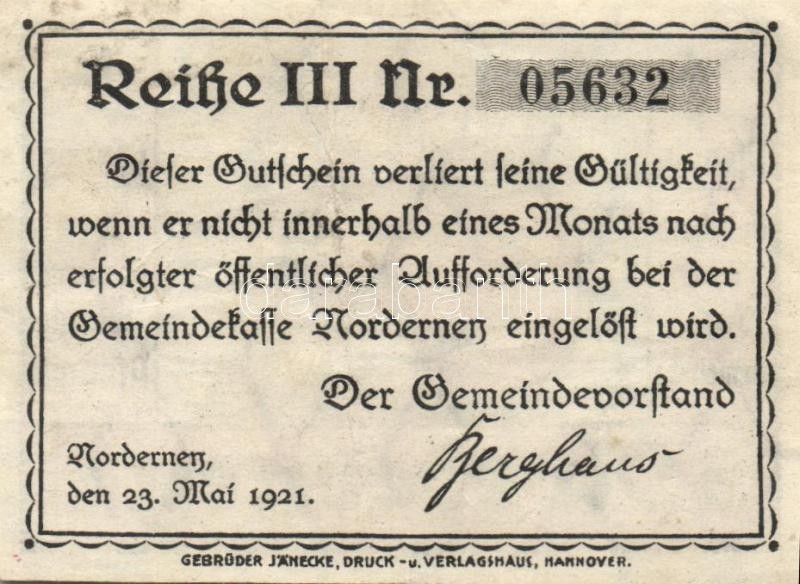 Reihe III Nr. 05632
Dieser Gutschein verliert seine Gültigkeit,
wenn er nicht innerhalb eines Monats nach
erfolgter öffentlicher Aufforderung bei der
darabanth
Gemeindekasse Norderney eingelöst wird.
Der Gemeindevorstand
Berghaus
Norderney,
den 23. Mai 1921.
GEBRÜDER JÄNECKE, DRUCK - u. VERLAGSHAUS, HANNOVER.